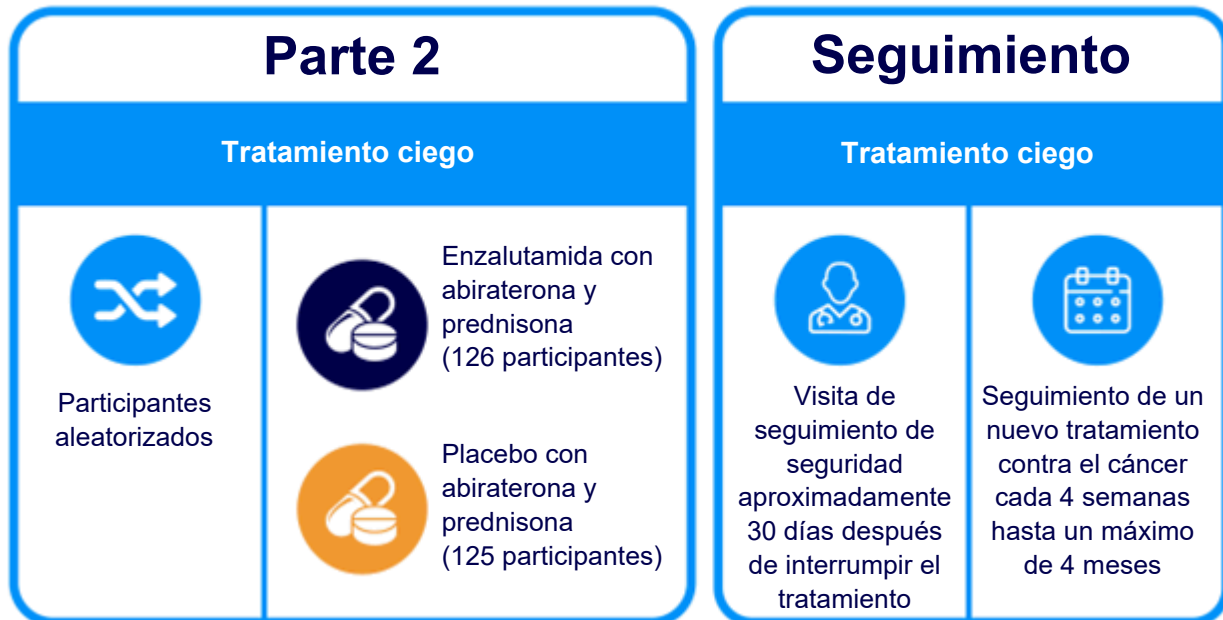 Parte 2
Tratamiento ciego
Participantes
aleatorizados
Enzalutamida con
abiraterona y
prednisona
(126 participantes)
Placebo con
abiraterona y
prednisona
(125 participantes)
Seguimiento
Tratamiento ciego
Visita de
seguimiento de
seguridad
aproximadamente
30 días después
de interrumpir el
tratamiento
Seguimiento de un
nuevo tratamiento
contra el cáncer
cada 4 semanas
hasta un máximo
de 4 meses